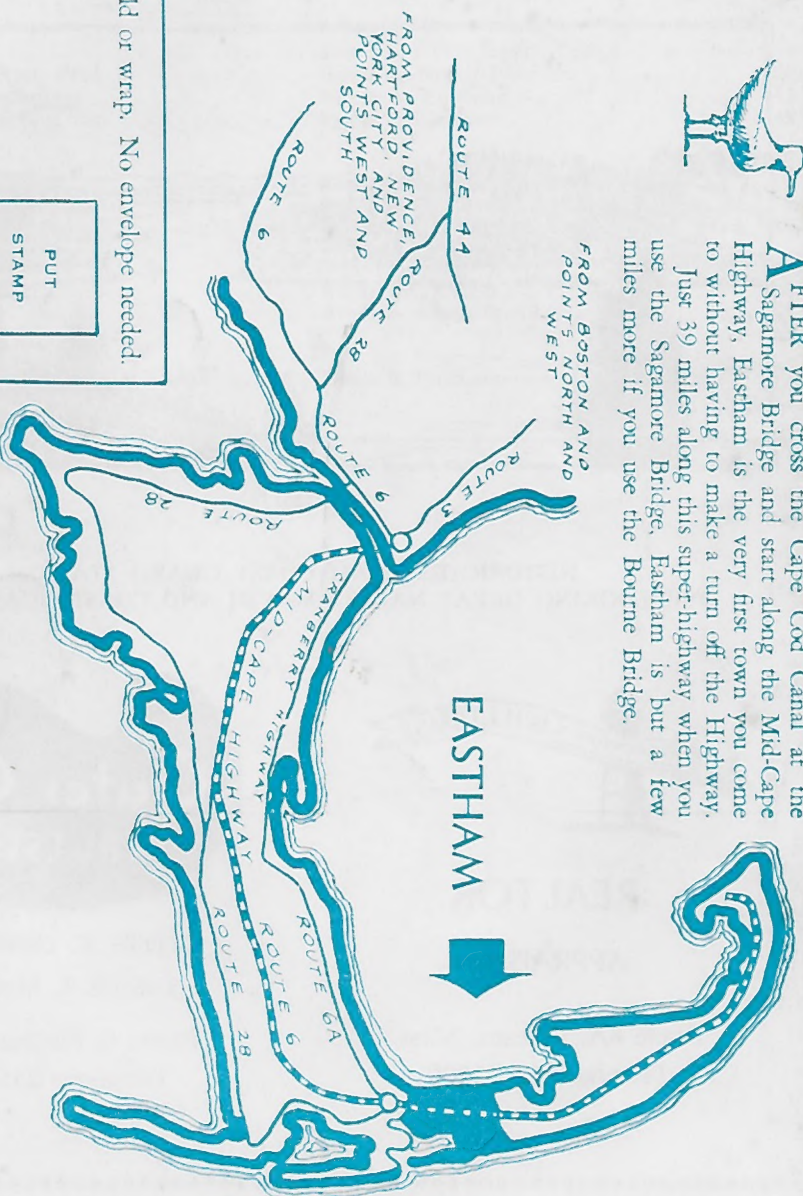 AFTER you cross the Cape Cod Canal at the
Sagamore Bridge and start along the Mid-Cape
Highway, Eastham is the very first town you come
to without having to make a turn off the Highway.
Just 39 miles along this super-highway when you
use the Sagamore Bridge. Eastham is but a few
miles more if you use the Bourne Bridge.
FROM BOSTON AND
POINTS NORTH AND
WEST
ROUTE 44
FROM PROVIDENCE,
HARTFORD NEW
YORK CITY AND
POINTS WEST AND
SOUTH
ROUTE 28
ROUTE 6
ROUTE 3
ROUTE 6
ROUTE 28
CRANBERRY HIGHWAY
MID-CAPE HIGHWAY
EASTHAM
ROUTE 6A
ROUTE 6
ROUTE 28
ld or wrap. No envelope needed.
PUT
STAMP